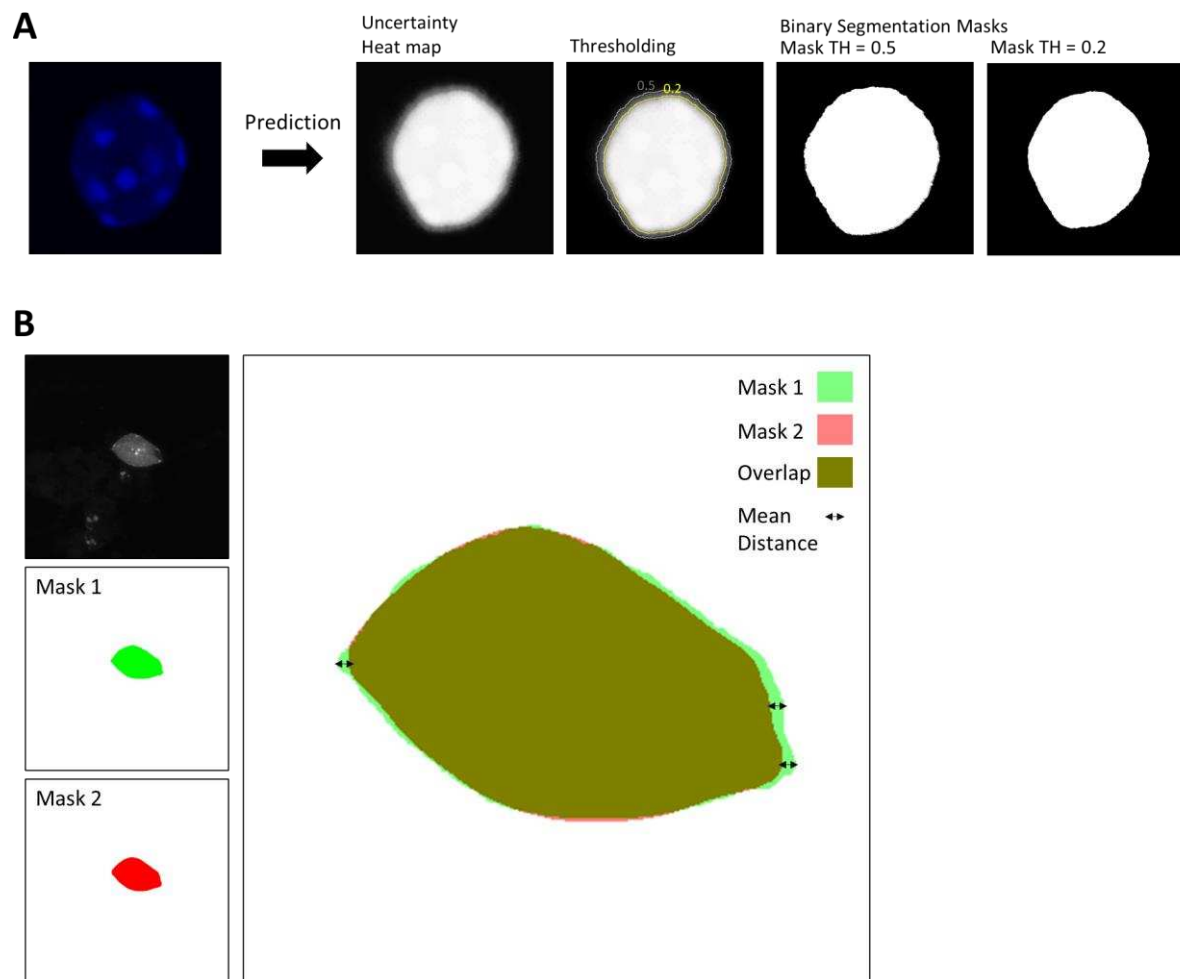 A
Uncertainty
Heat map
Thresholding
Binary Segmentation Masks
Mask TH = 0.5
Mask TH = 0.2
Prediction
0.5
0.2
B
Mask 1
Mask 2
Mask 1
Mask 2
Overlap
Mean
Distance